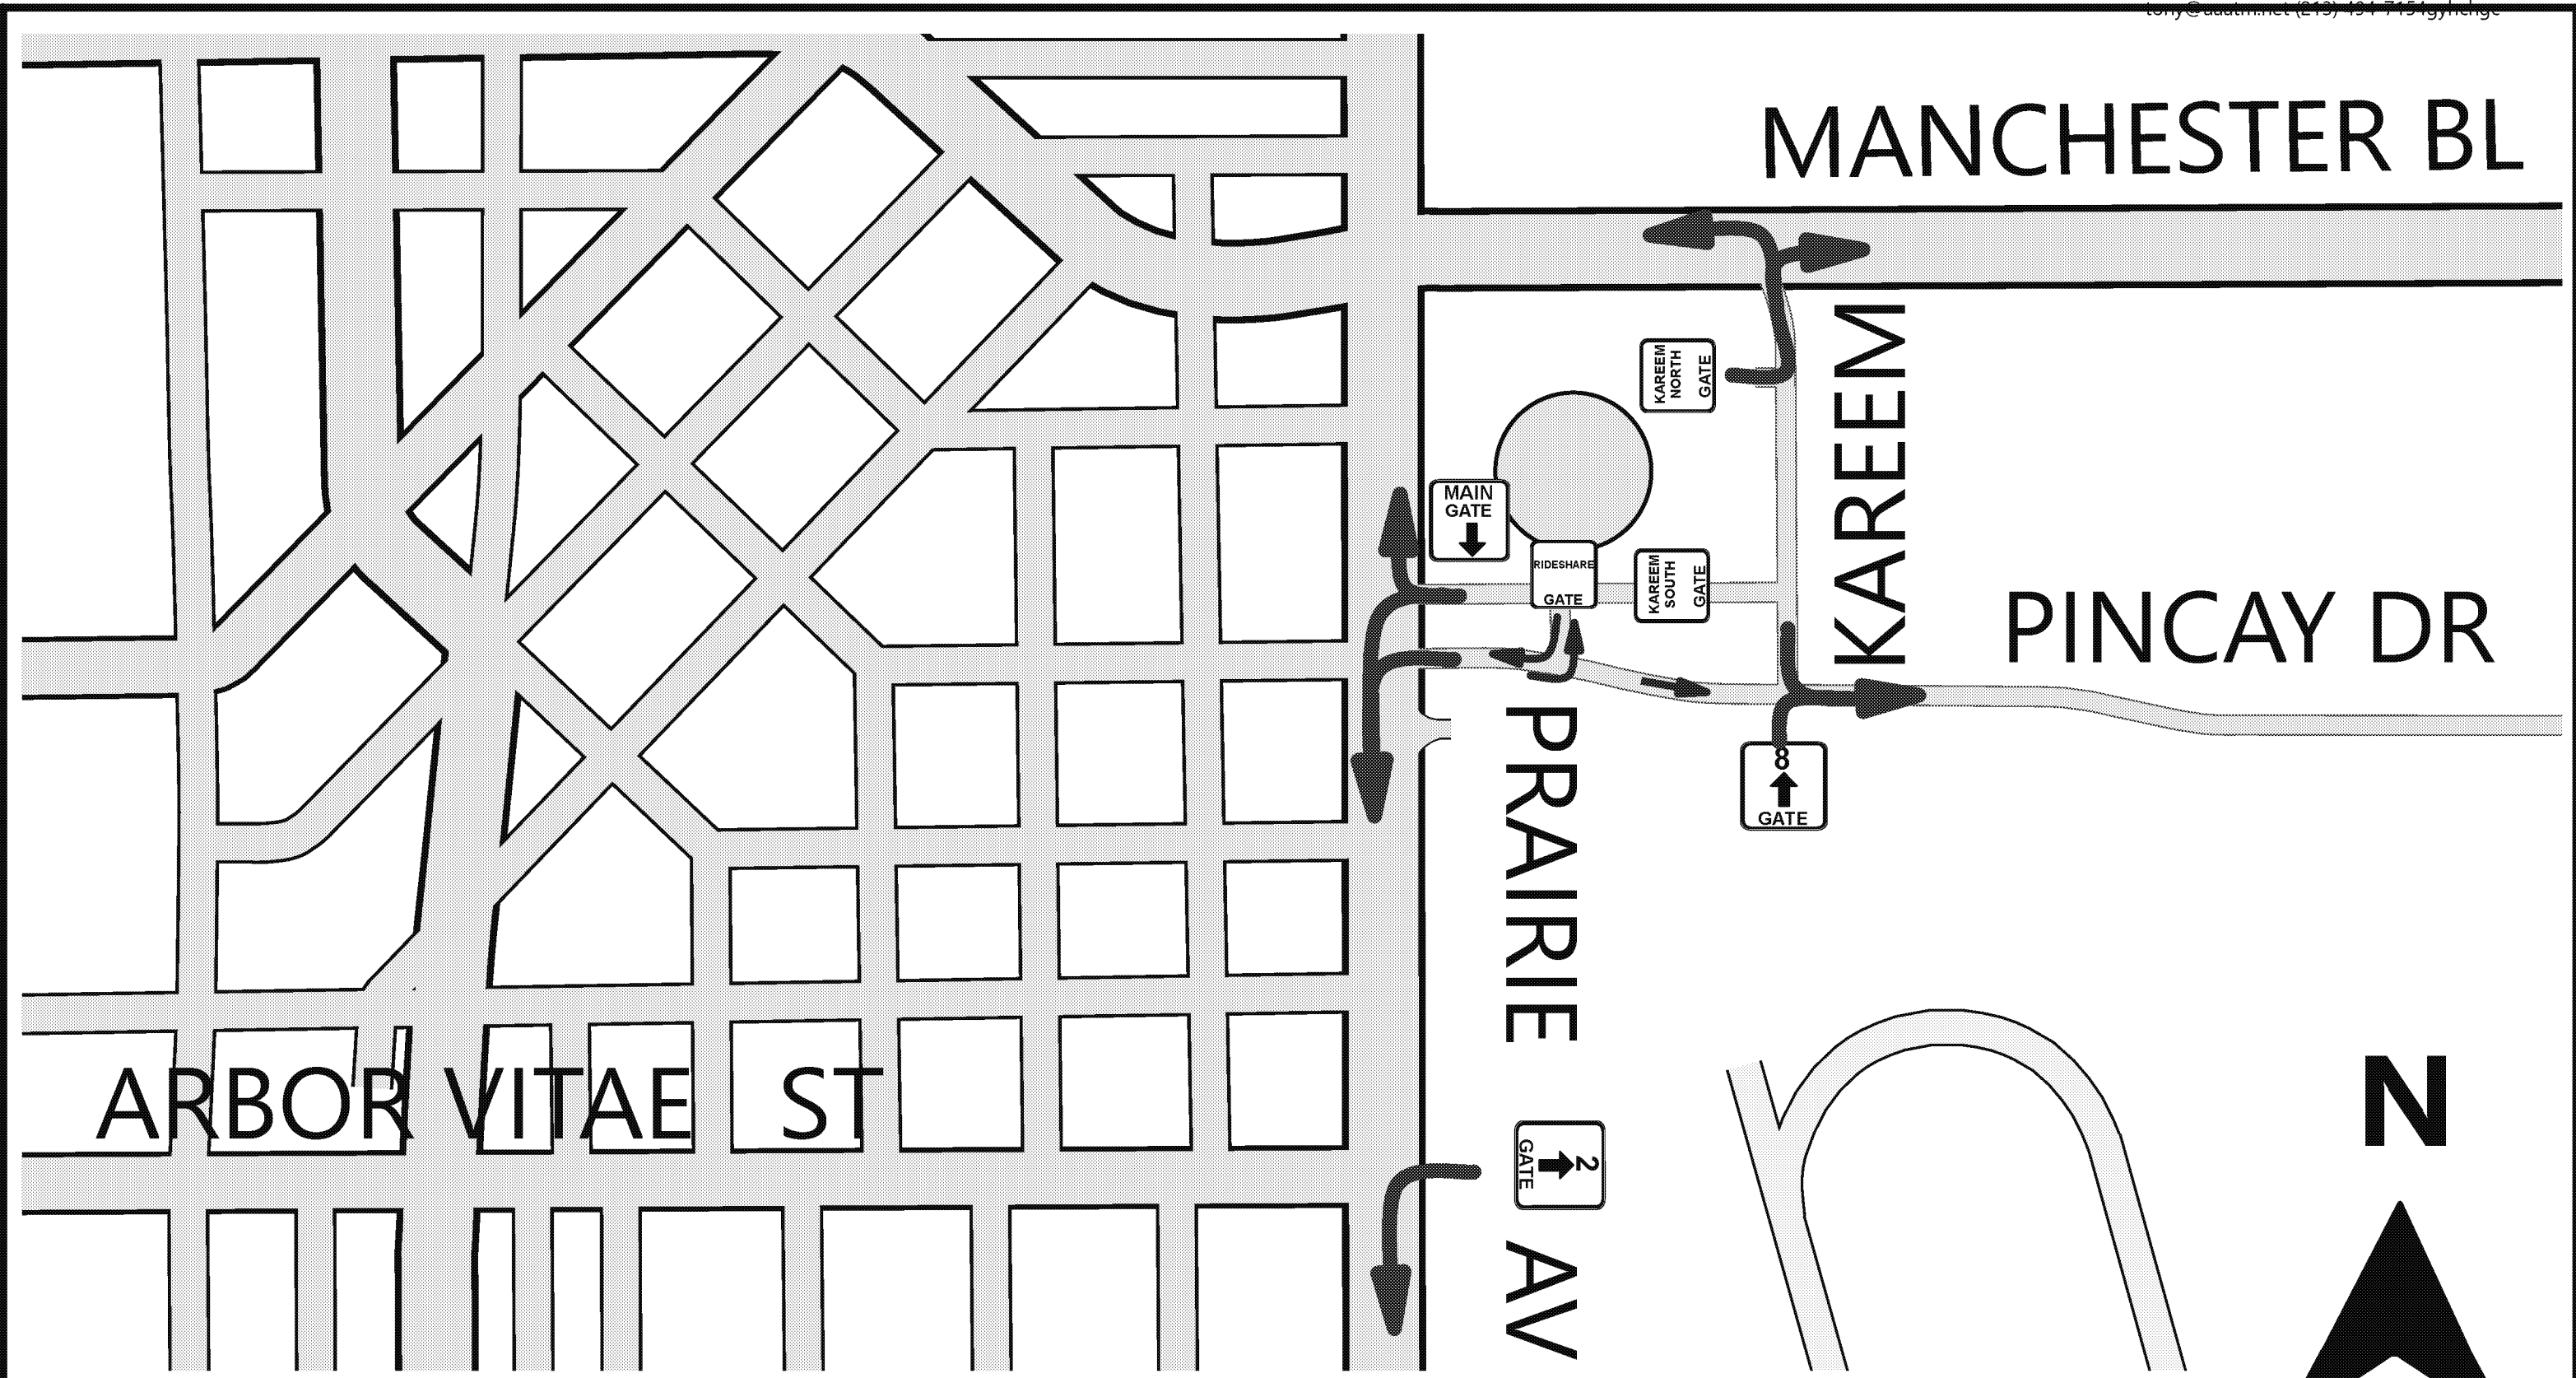 MANCHESTER BL
KAREEM
NORTH
GATE
KAREEM
MAIN
GATE
RIDESHARE
GATE
KAREEM
SOUTH
GATE
PINCAY DR
PRAIRIE AV
8
GATE
ARBOR VITAE ST
2
GATE
N